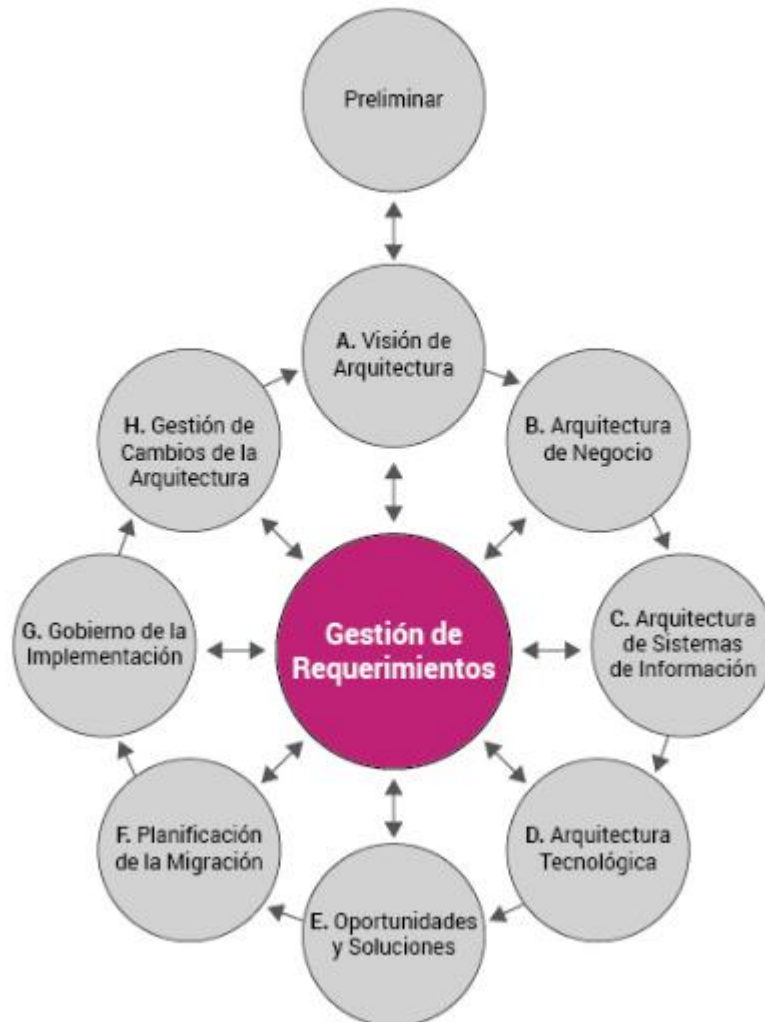 Preliminar
A. Visión de
Arquitectura
B. Arquitectura
de Negocio
C. Arquitectura
de Sistemas
de Información
D. Arquitectura
Tecnológica
E. Oportunidades
y Soluciones
F. Planificación
de la Migración
G. Gobierno de la
Implementación
H. Gestión de
Cambios de la
Arquitectura
Gestión de
Requerimientos